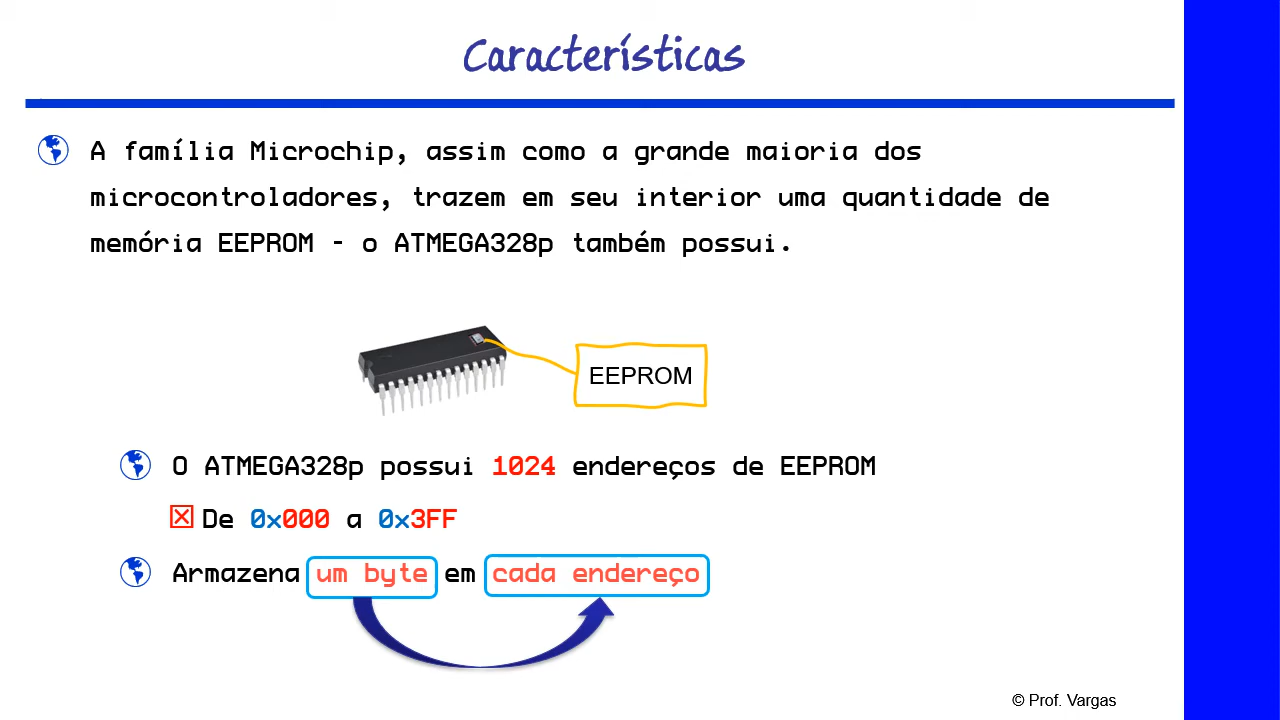 Características
A família Microchip, assim como a grande maioria dos
microcontroladores, trazem em seu interior uma quantidade de
memória EEPROM - o ATMEGA328p também possui.
EEPROM
O ATMEGA328p possui 1024 endereços de EEPROM
De 0x000 a 0x3FF
Armazena um byte em cada endereço
© Prof. Vargas